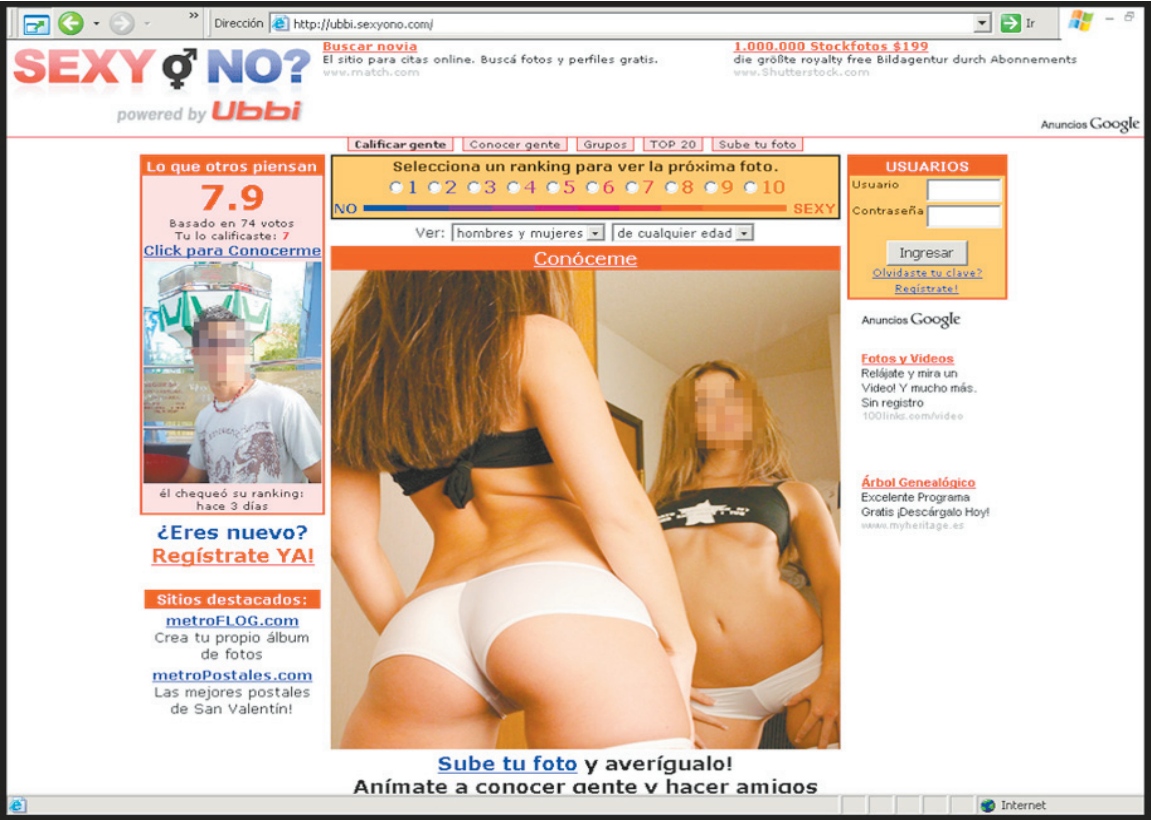 Dirección http://ubbi.sexyono.com/ Ir
SEXY NO?
powered by Ubbi
Buscar novia
El sitio para citas online. Buscá fotos y perfiles gratis.
www.match.com
1.000.000 Stockfotos $199
die größte royalty free Bildagentur durch Abonnements
www.Shutterstock.com
Anuncios Google
Calificar gente Conocer gente Grupos TOP 20 Sube tu foto
Lo que otros piensan
7.9
Basado en 74 votos
Tu lo calificaste: 7
Click para Conocerme
él chequeó su ranking:
hace 3 días
¿Eres nuevo?
Regístrate YA!
Sitios destacados:
metroFLOG.com
Crea tu propio álbum
de fotos
metroPostales.com
Las mejores postales
de San Valentín!
Selecciona un ranking para ver la próxima foto.
1 2 3 4 5 6 7 8 9 10
NO SEXY
Ver: hombres y mujeres de cualquier edad
Conóceme
Sube tu foto y averígualo!
Anímate a conocer gente y hacer amigos
USUARIOS
Usuario
Contraseña
Ingresar
Olvidaste tu clave?
Regístrate!
Anuncios Google
Fotos y Videos
Relájate y mira un
Video! Y mucho más.
Sin registro
100links.com/video
Árbol Genealógico
Excelente Programa
Gratis ¡Descárgalo Hoy!
www.myheritage.es
Internet